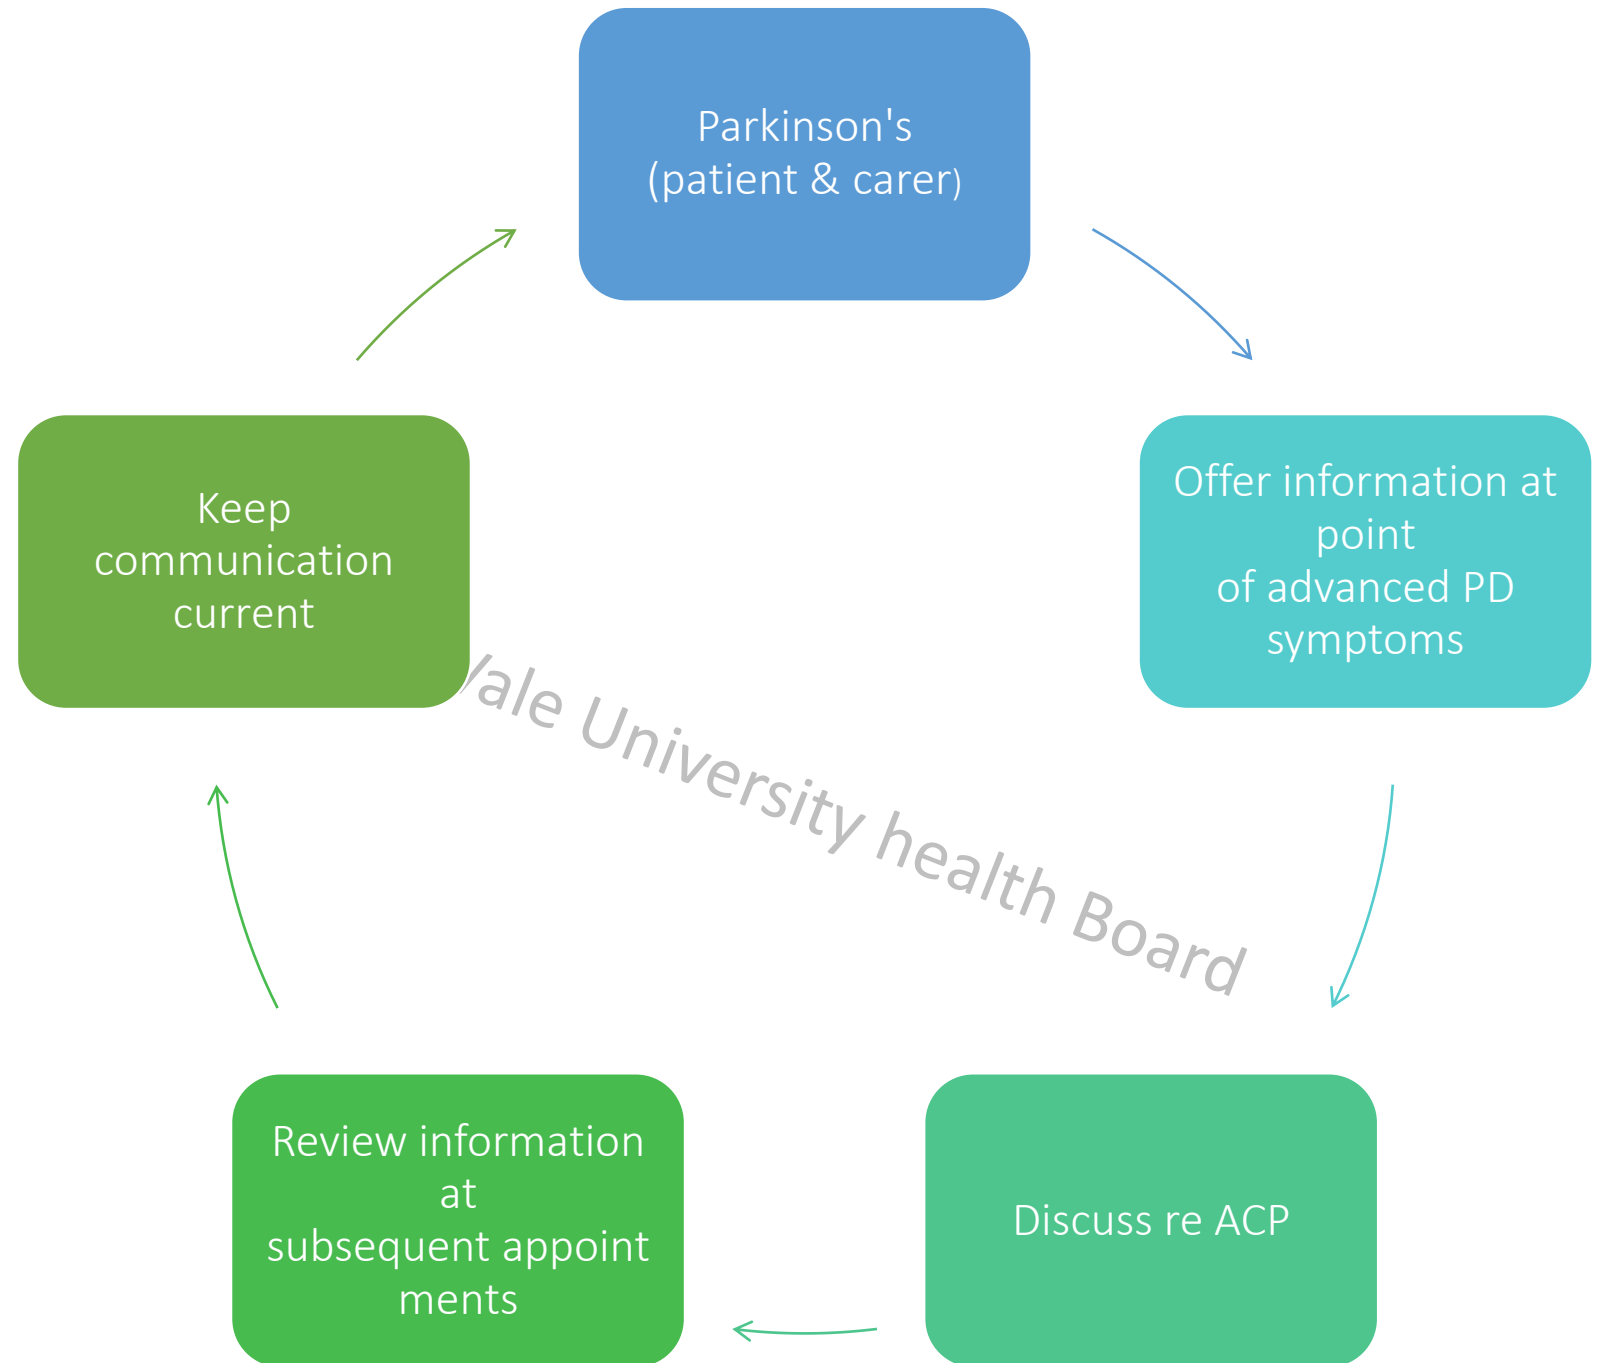 Parkinson's
(patient & carer)
Offer information at
point
of advanced PD
symptoms
Discuss re ACP
Review information
at
subsequent appoint
ments
Keep
communication
current
Vale University health Board